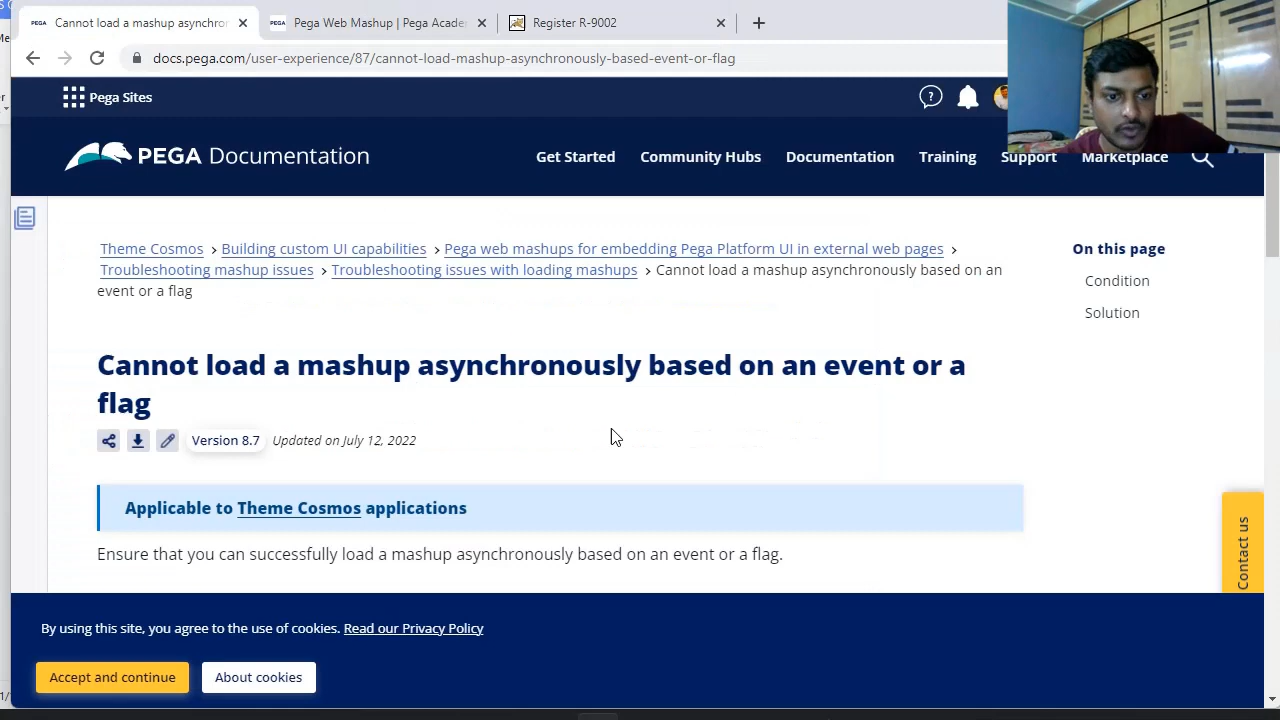 Cannot load a mashup asynchror
PEGA Pega Web Mashup | Pega Acade
Register R-9002
docs.pega.com/user-experience/87/cannot-load-mashup-asynchronously-based-event-or-flag
Pega Sites
PEGA Documentation
Get Started
Community Hubs
Documentation
Training
Support
Marketplace
Theme Cosmos > Building custom UI capabilities > Pega web mashups for embedding Pega Platform UI in external web pages >
Troubleshooting mashup issues > Troubleshooting issues with loading mashups > Cannot load a mashup asynchronously based on an
event or a flag
On this page
Condition
Solution
Cannot load a mashup asynchronously based on an event or a
flag
Version 8.7 Updated on July 12, 2022
Applicable to Theme Cosmos applications
Ensure that you can successfully load a mashup asynchronously based on an event or a flag.
Contact us
By using this site, you agree to the use of cookies. Read our Privacy Policy
Accept and continue
About cookies